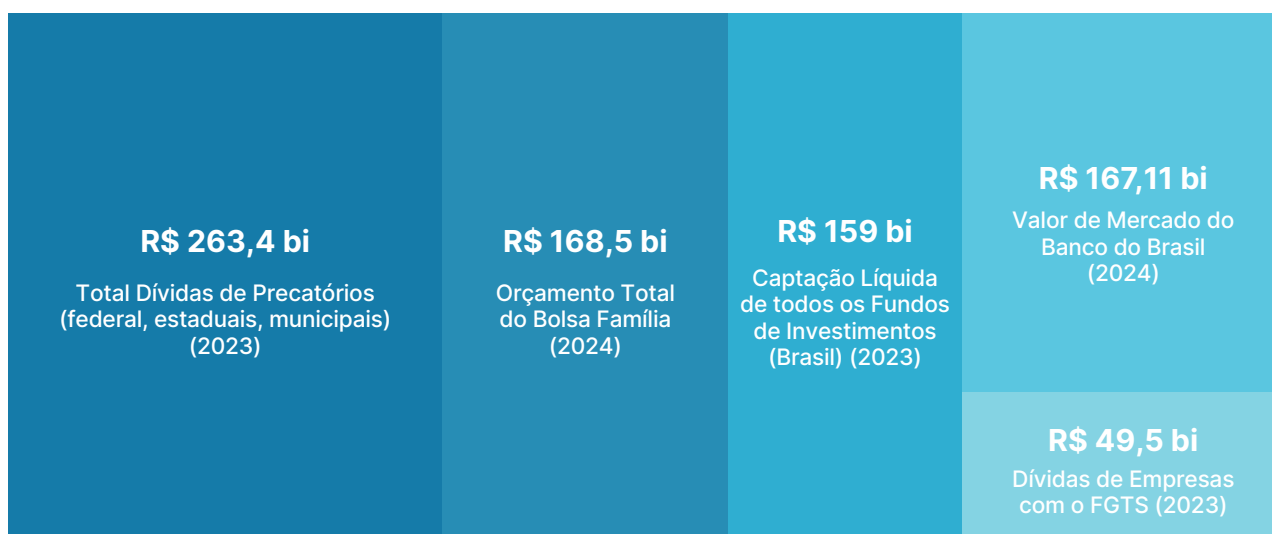 R$ 263,4 bi
Total Dívidas de Precatórios
(federal, estaduais, municipais)
(2023)
R$ 168,5 bi
Orçamento Total
do Bolsa Família
(2024)
R$ 159 bi
Captação Líquida
de todos os Fundos
de Investimentos
(Brasil) (2023)
R$ 167,11 bi
Valor de Mercado do
Banco do Brasil
(2024)
R$ 49,5 bi
Dívidas de Empresas
com o FGTS (2023)